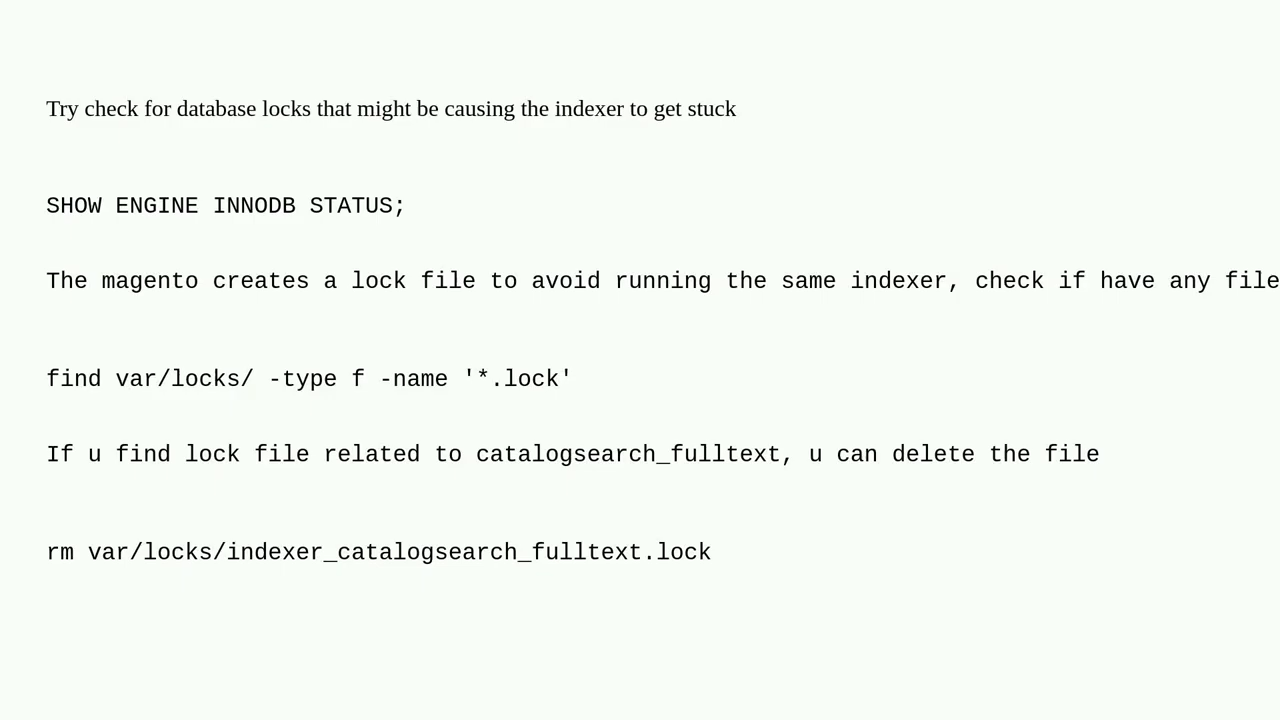 Try check for database locks that might be causing the indexer to get stuck
SHOW ENGINE INNODB STATUS;
The magento creates a lock file to avoid running the same indexer, check if have any file
find var/locks/ -type f -name '*.lock'
If u find lock file related to catalogsearch_fulltext, u can delete the file
rm var/locks/indexer_catalogsearch_fulltext.lock